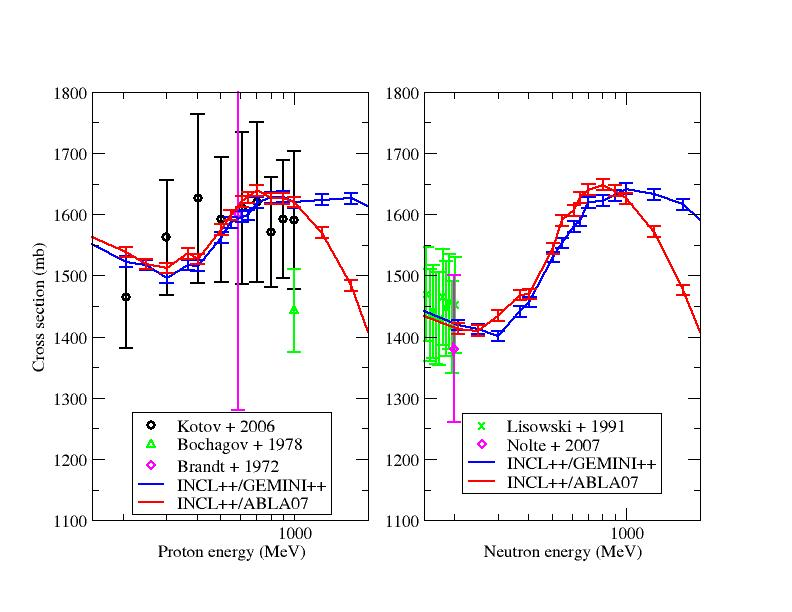 1800
1700
1600
1500
1400
1300
1200
1100
Cross section (mb)
Kotov + 2006
Bochagov + 1978
Brandt + 1972
INCL++/GEMINI++
INCL++/ABLA07
1000
Proton energy (MeV)
1800
1700
1600
1500
1400
1300
1200
1100
Lisowski + 1991
Nolte + 2007
INCL++/GEMINI++
INCL++/ABLA07
1000
Neutron energy (MeV)